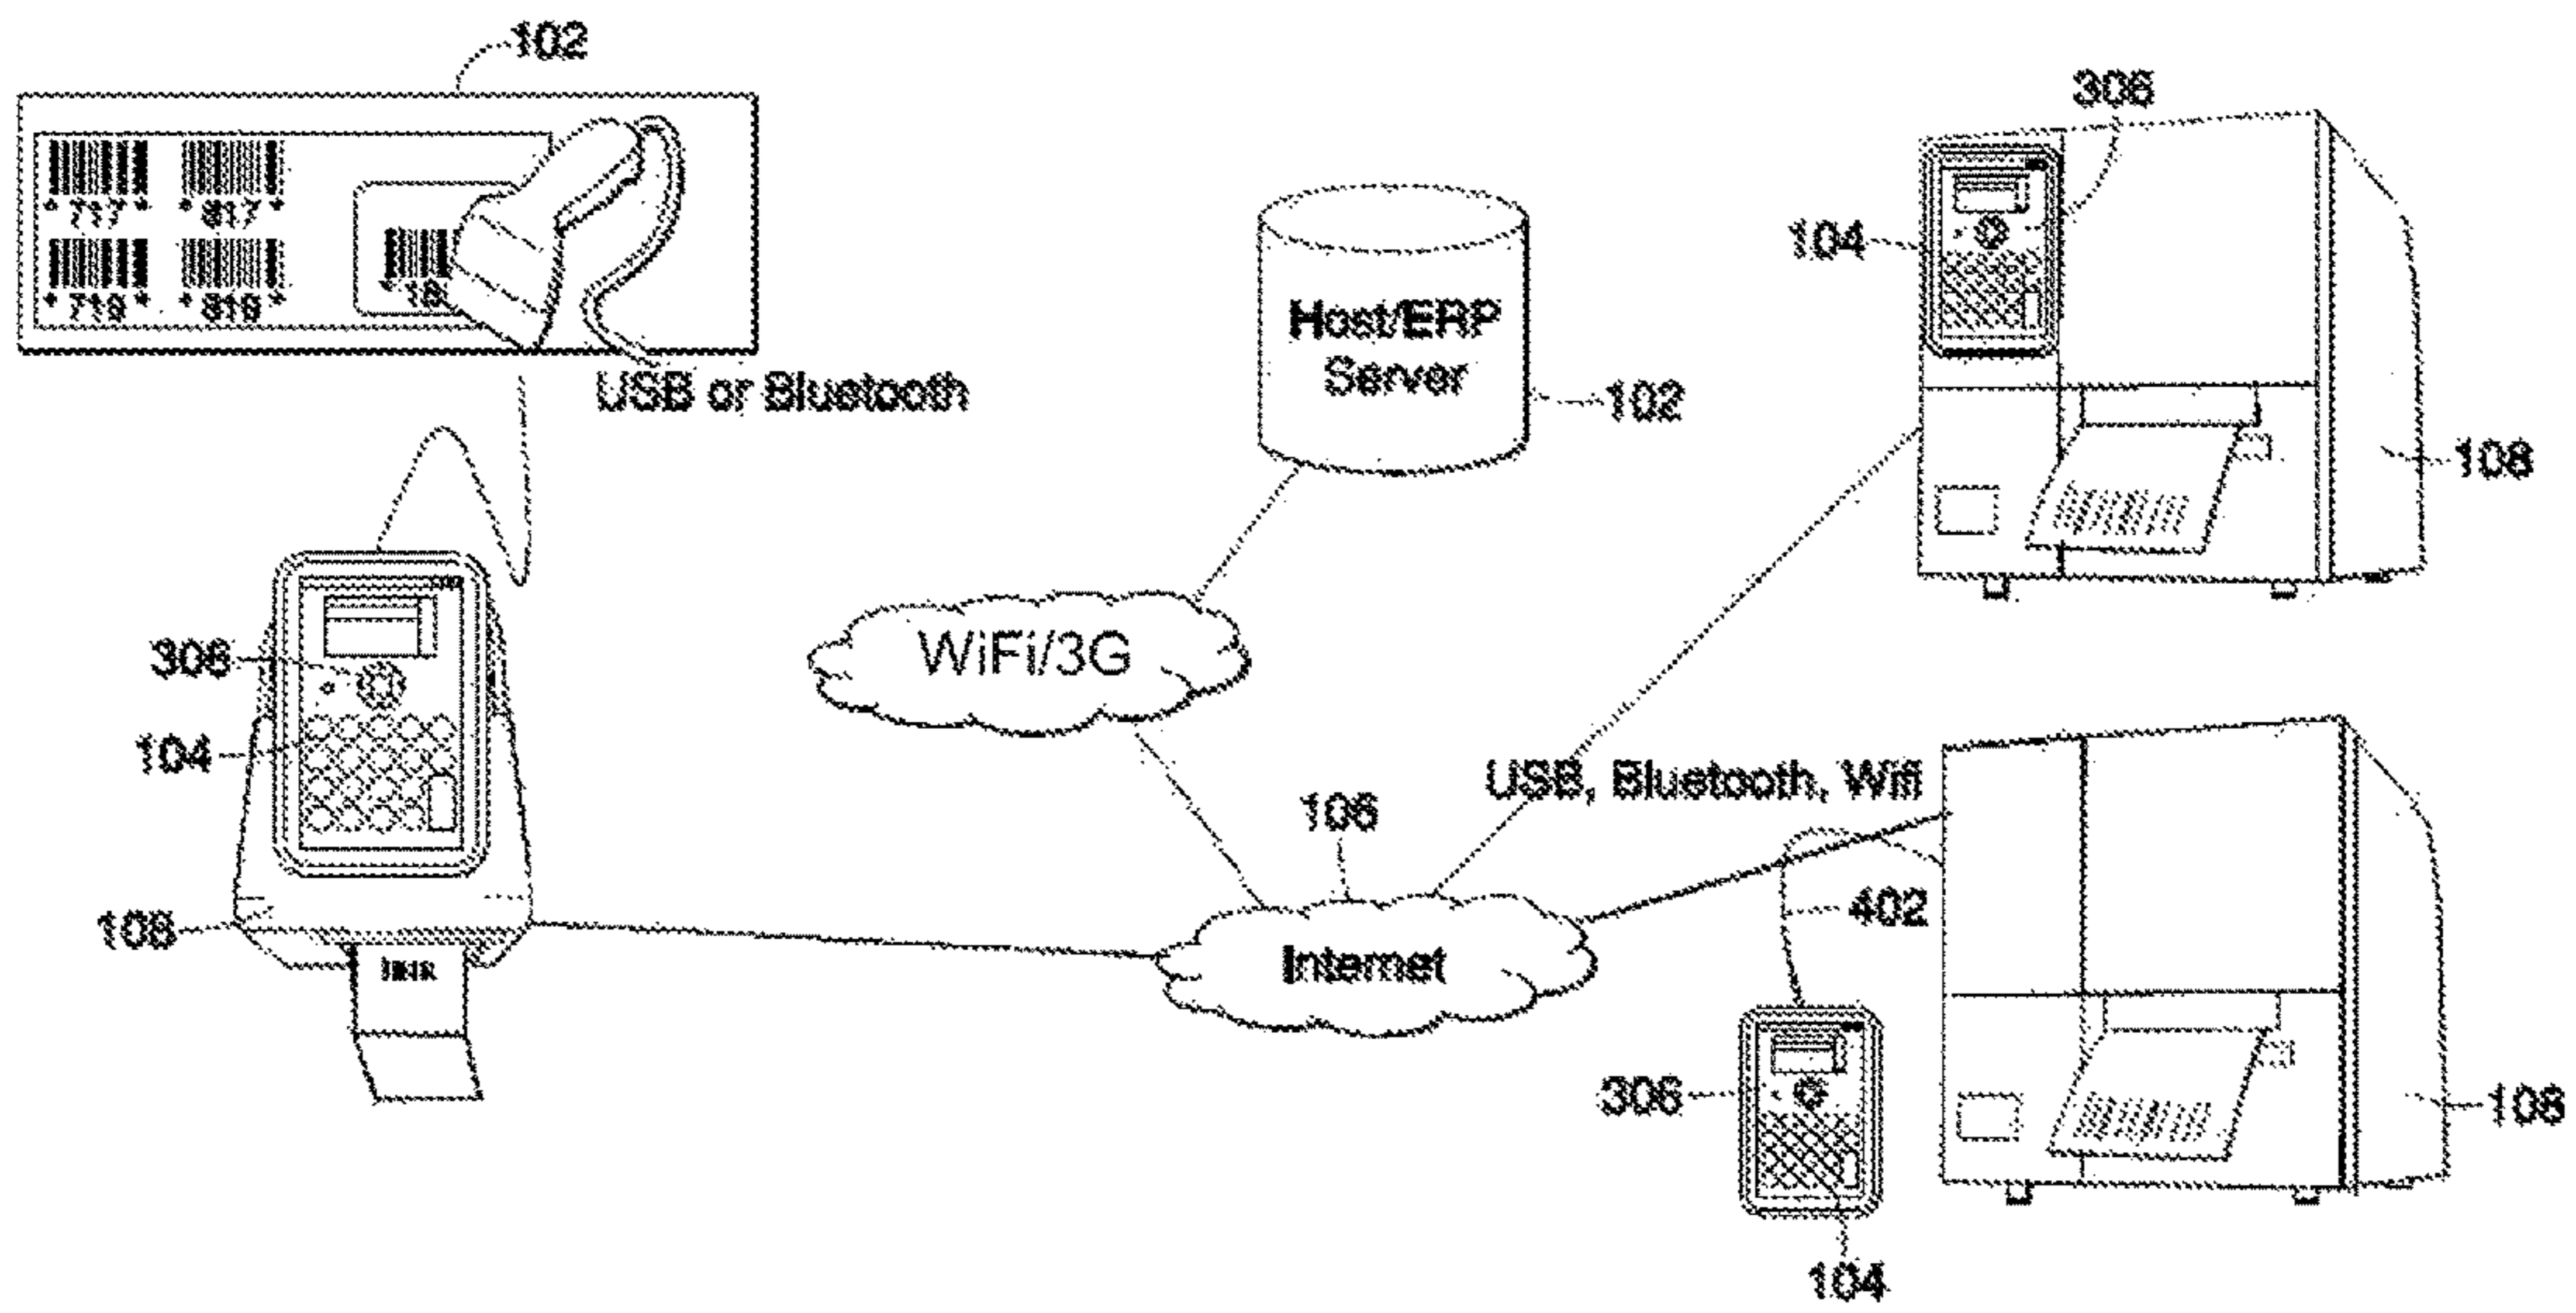 102
306
* 717 *
* 817 *
104
* 719 *
* 819 *
Host/ERP
Server
USB or Bluetooth
102
108
WiFi/3G
306
104
USB, Bluetooth, Wifi
106
402
108
Internet
306
108
104